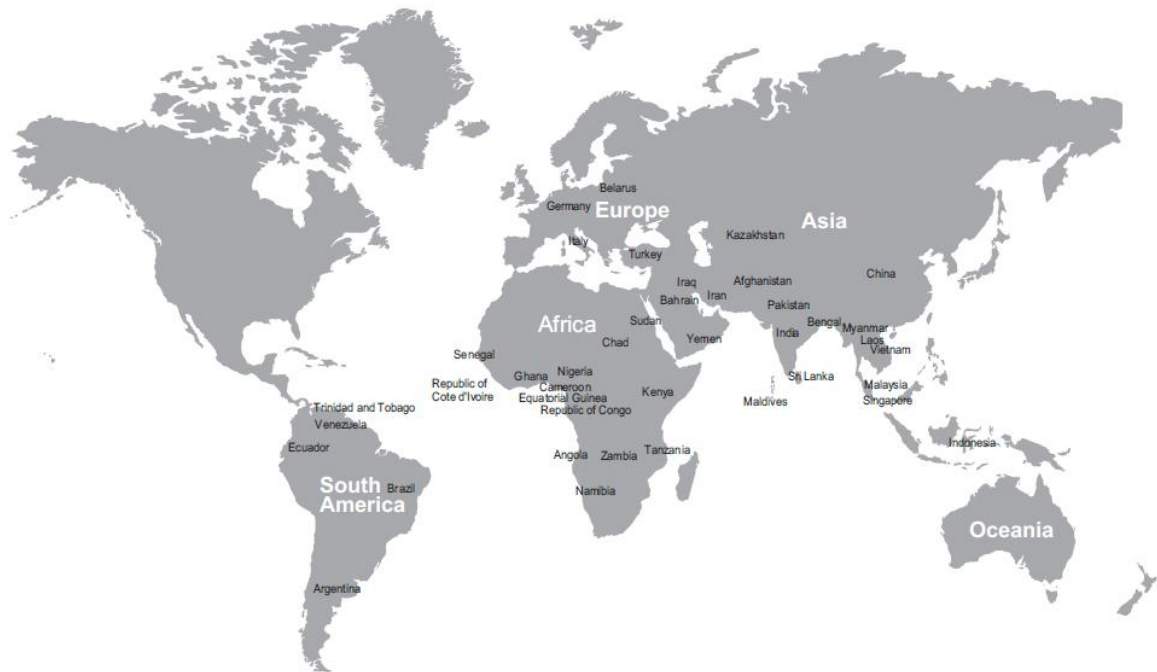 Belarus
Germany
Europe
Asia
Kazakhstan
Italy
Turkey
China
Iraq
Afghanistan
Iran
Bahrain
Pakistan
Africa
Sudan
Bengal
Myanmar
India
Chad
Yemen
Laos
Vietnam
Senegal
Nigeria
Ghana
Sri Lanka
Republic of
Cote d'Ivoire
Cameroon
Malaysia
Kenya
Equatorial Guinea
Maldives
Singapore
Trinidad and Tobago
Republic of Congo
Venezuela
Ecuador
Indonesia
Tanzania
Angola
Zambia
South
America
Brazil
Namibia
Oceania
Argentina